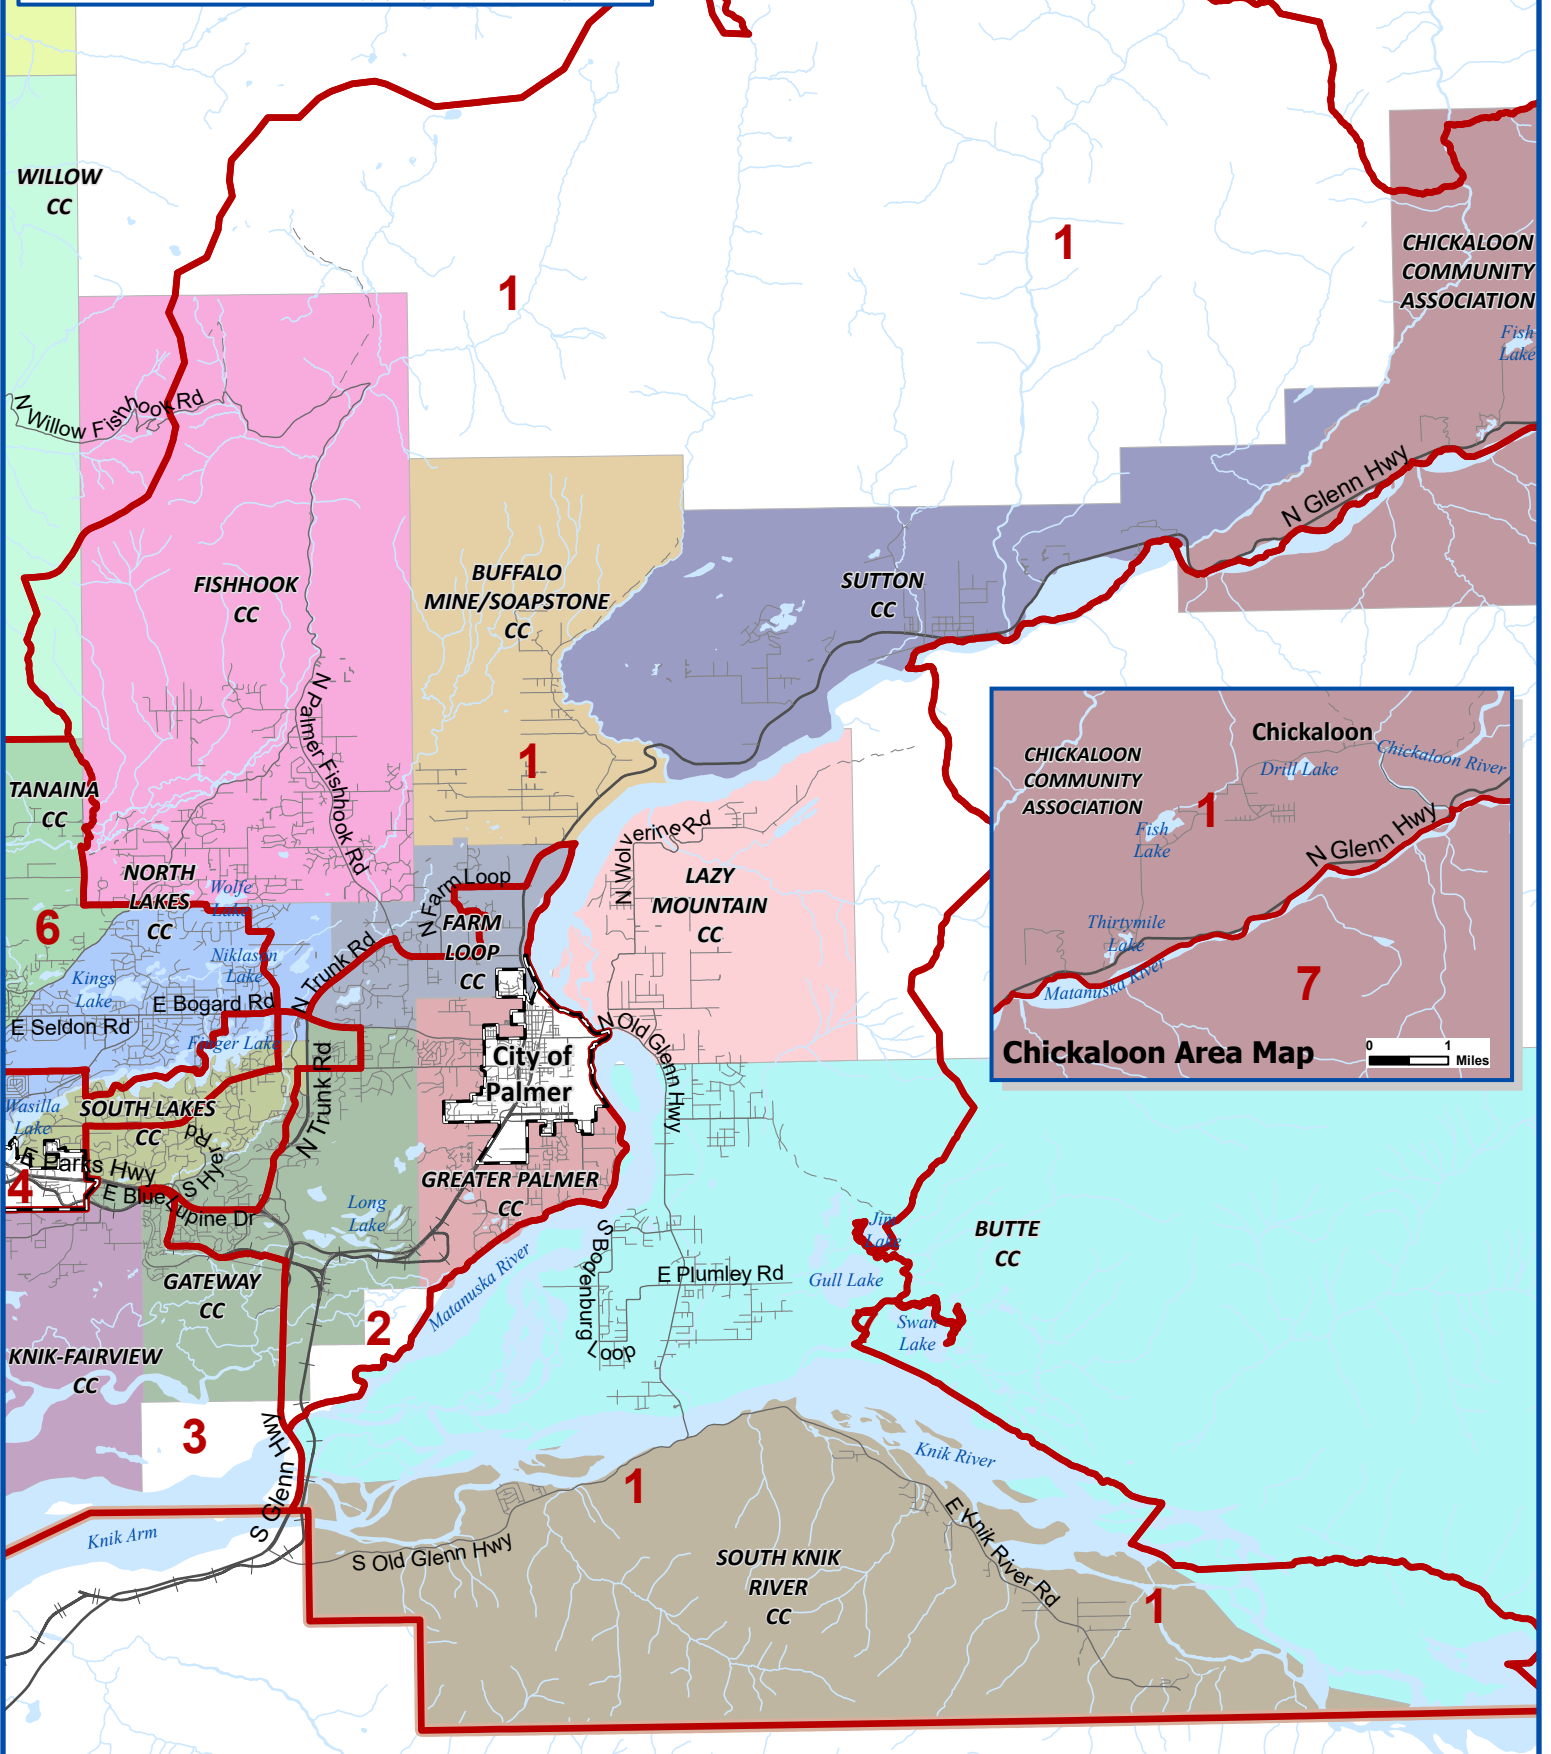 WILLOW
CC
1
1
CHICKALOON
COMMUNITY
ASSOCIATION
Fish
Lake
N Willow Fishhook Rd
N Glenn Hwy
FISHHOOK
CC
BUFFALO
MINE/SOAPSTONE
CC
SUTTON
CC
N Palmer Fishhook Rd
1
TANAINA
CC
CHICKALOON
COMMUNITY
ASSOCIATION
Chickaloon
Chickaloon River
Drill Lake
1
Fish
Lake
N Glenn Hwy
Thirtymile
Lake
Matanuska River
7
Chickaloon Area Map
0 1
Miles
N Wolverine Rd
LAZY
MOUNTAIN
CC
NORTH
LAKES
CC
Wolfe
Lake
N Farm Loop
FARM
LOOP
CC
6
Niklason
Lake
N Trunk Rd
Kings
Lake
E Bogard Rd
E Seldon Rd
Finger Lake
N Old Glenn Hwy
City of
Palmer
N Trunk Rd
Wasilla
Lake
SOUTH LAKES
CC
E Parks Hwy
S Hyer Rd
4
E Blue Lupine Dr
GREATER PALMER
CC
Long
Lake
Jim
Lake
BUTTE
CC
S Bodenburg Loop
E Plumley Rd
Gull Lake
Matanuska River
GATEWAY
CC
2
Swan
Lake
KNIK-FAIRVIEW
CC
3
S Glenn Hwy
Knik River
1
Knik Arm
S Old Glenn Hwy
E Knik River Rd
SOUTH KNIK
RIVER
CC
1